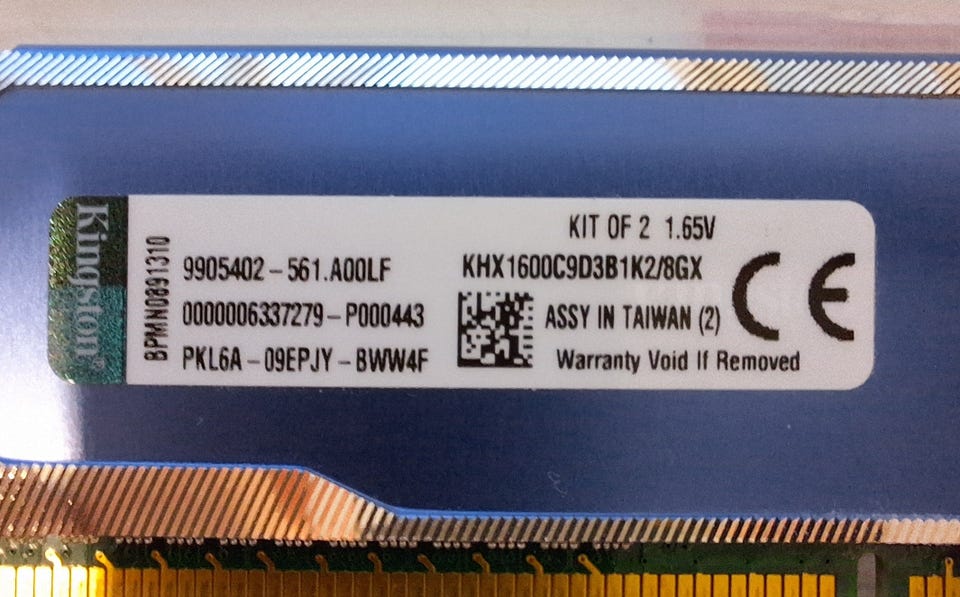 Kingston
BPMN0891310
9905402-561.A00LF
0000006337279-P000443
PKL6A-09EPJY-BWW4F
KIT OF 2 1.65V
KHX1600C9D3B1K2/8GX
ASSY IN TAIWAN (2)
Warranty Void If Removed
CE